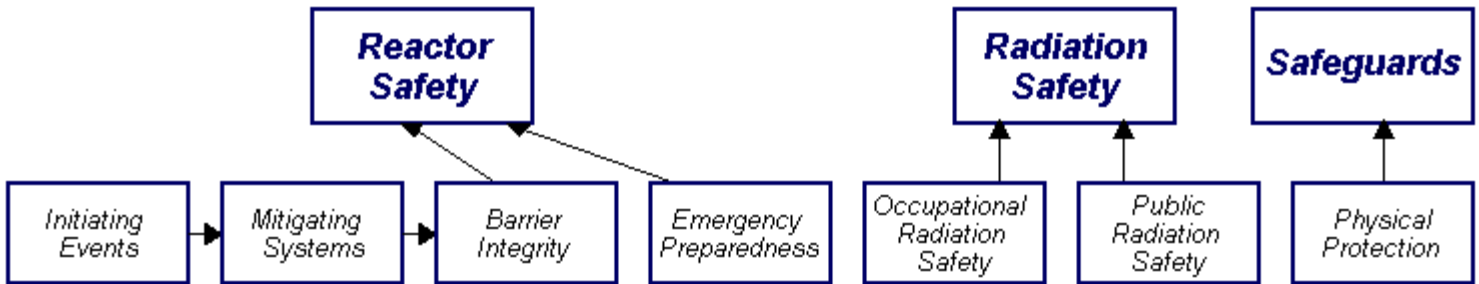 Reactor
Safety
Radiation
Safety
Safeguards
Initiating
Events
Mitigating
Systems
Barrier
Integrity
Emergency
Preparedness
Occupational
Radiation
Safety
Public
Radiation
Safety
Physical
Protection